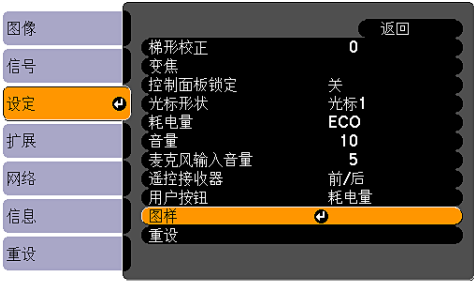 图像
信号
设定
扩展
网络
信息
重设
返回
梯形校正 0
变焦
控制面板锁定 关
光标形状 光标1
耗电量 ECO
音量 10
麦克风输入音量 5
遥控接收器 前/后
用户按钮 耗电量
图样
重设